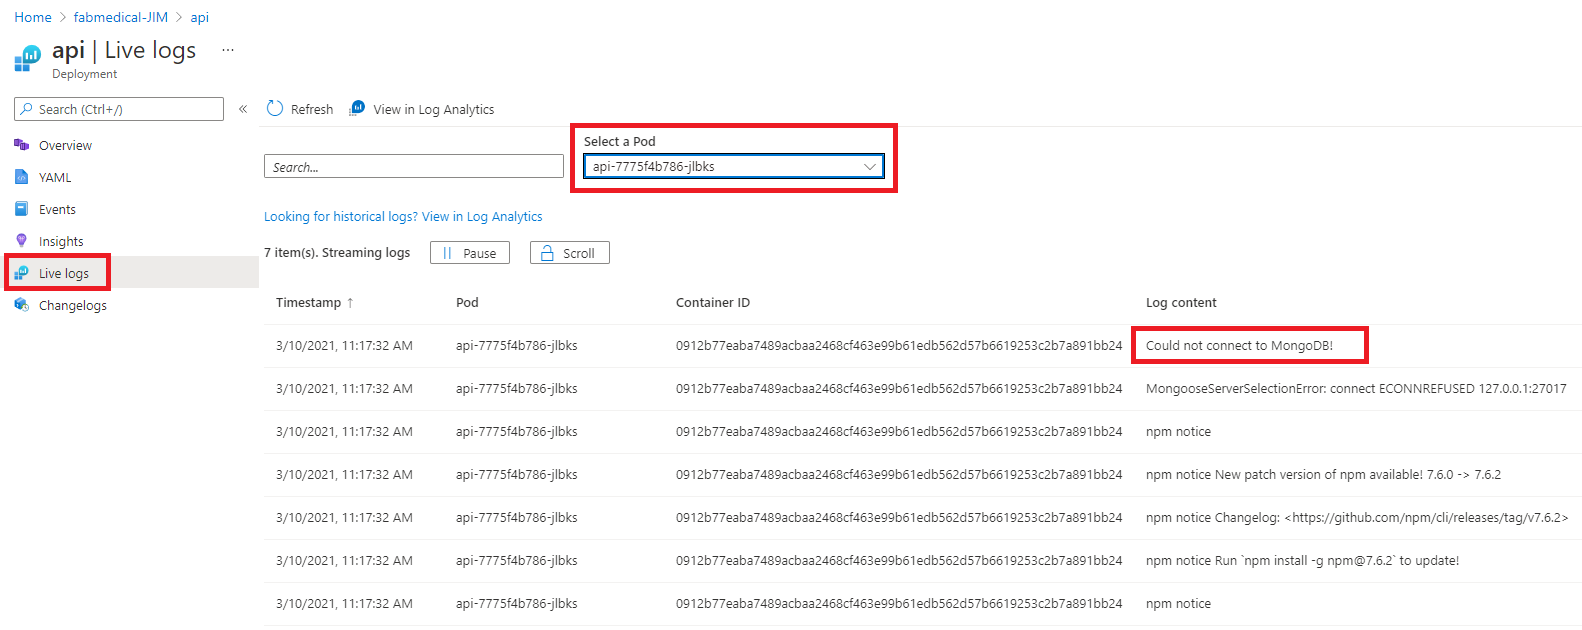 Home > fabmedical-JIM > api
api | Live logs ...
Deployment
Search (Ctrl+/)
«
Refresh
View in Log Analytics
Overview
YAML
Events
Insights
Live logs
Changelogs
Search...
Select a Pod
api-7775f4b786-jlbks
Looking for historical logs? View in Log Analytics
7 item(s). Streaming logs
Pause
Scroll
Timestamp ↑ Pod Container ID Log content
3/10/2021, 11:17:32 AM api-7775f4b786-jlbks 0912b77eaba7489acbaa2468cf463e99b61edb562d57b6619253c2b7a891bb24 Could not connect to MongoDB!
3/10/2021, 11:17:32 AM api-7775f4b786-jlbks 0912b77eaba7489acbaa2468cf463e99b61edb562d57b6619253c2b7a891bb24 MongooseServerSelectionError: connect ECONNREFUSED 127.0.0.1:27017
3/10/2021, 11:17:32 AM api-7775f4b786-jlbks 0912b77eaba7489acbaa2468cf463e99b61edb562d57b6619253c2b7a891bb24 npm notice
3/10/2021, 11:17:32 AM api-7775f4b786-jlbks 0912b77eaba7489acbaa2468cf463e99b61edb562d57b6619253c2b7a891bb24 npm notice New patch version of npm available! 7.6.0 -> 7.6.2
3/10/2021, 11:17:32 AM api-7775f4b786-jlbks 0912b77eaba7489acbaa2468cf463e99b61edb562d57b6619253c2b7a891bb24 npm notice Changelog: <https://github.com/npm/cli/releases/tag/v7.6.2>
3/10/2021, 11:17:32 AM api-7775f4b786-jlbks 0912b77eaba7489acbaa2468cf463e99b61edb562d57b6619253c2b7a891bb24 npm notice Run `npm install -g npm@7.6.2` to update!
3/10/2021, 11:17:32 AM api-7775f4b786-jlbks 0912b77eaba7489acbaa2468cf463e99b61edb562d57b6619253c2b7a891bb24 npm notice